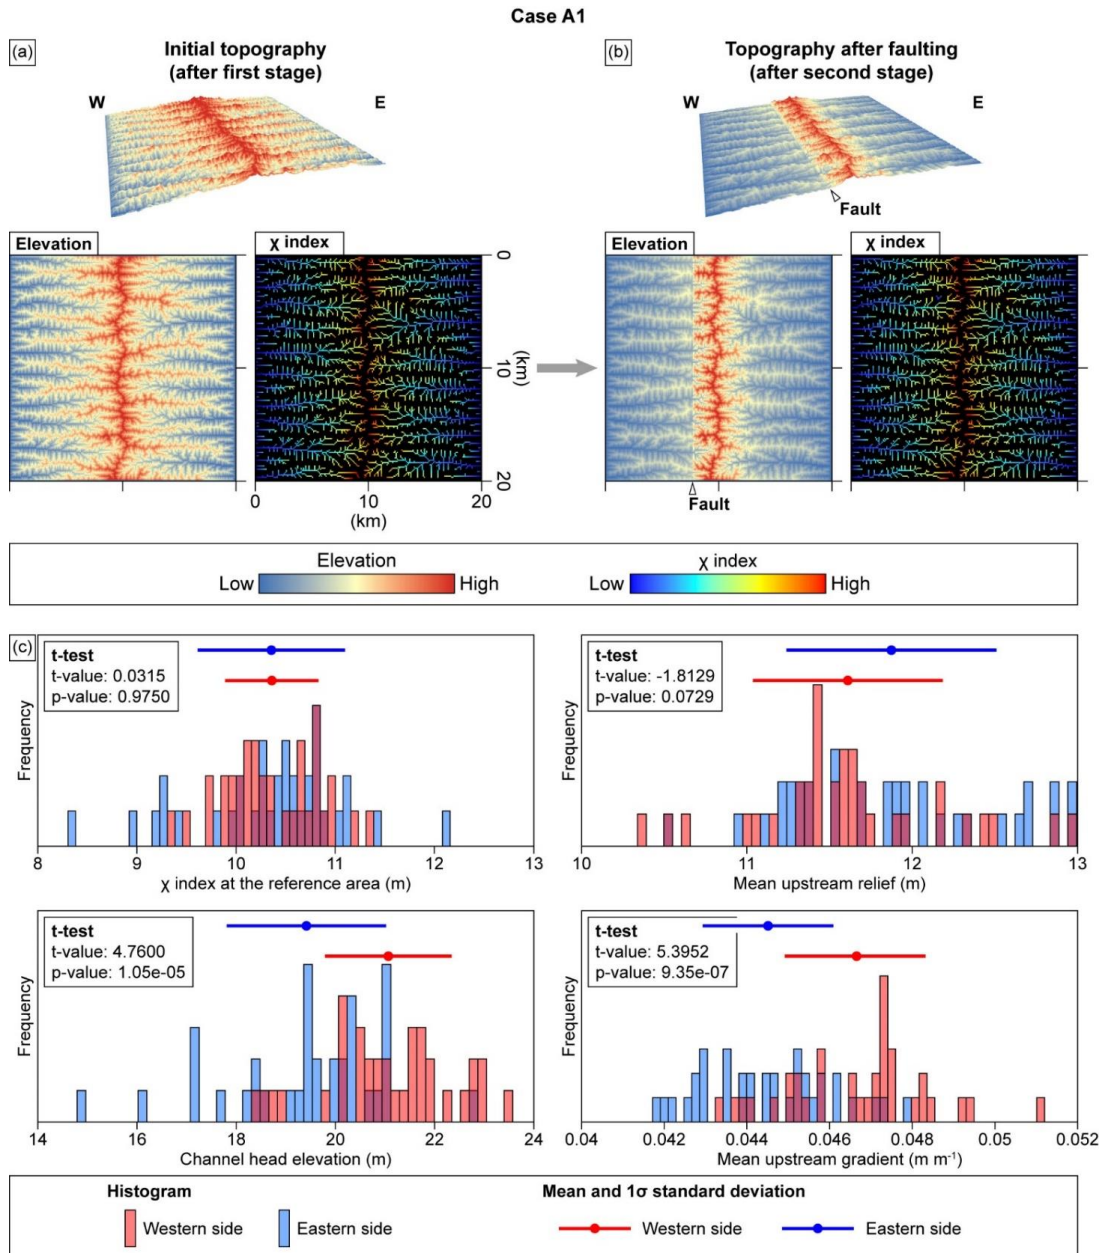 Case A1
(a)
Initial topography
(after first stage)
W
E
Elevation
χ index
0
10
(km)
20
0
10
20
(km)
(b)
Topography after faulting
(after second stage)
W
E
Fault
Elevation
χ index
Fault
Elevation
Low
High
χ index
Low
High
(c)
t-test
t-value: 0.0315
p-value: 0.9750
Frequency
8
9
10
11
12
13
χ index at the reference area (m)
t-test
t-value: -1.8129
p-value: 0.0729
Frequency
10
11
12
13
Mean upstream relief (m)
t-test
t-value: 4.7600
p-value: 1.05e-05
Frequency
14
16
18
20
22
24
Channel head elevation (m)
t-test
t-value: 5.3952
p-value: 9.35e-07
Frequency
0.04
0.042
0.044
0.046
0.048
0.05
0.052
Mean upstream gradient (m m⁻¹)
Histogram
Western side
Eastern side
Mean and 1σ standard deviation
Western side
Eastern side